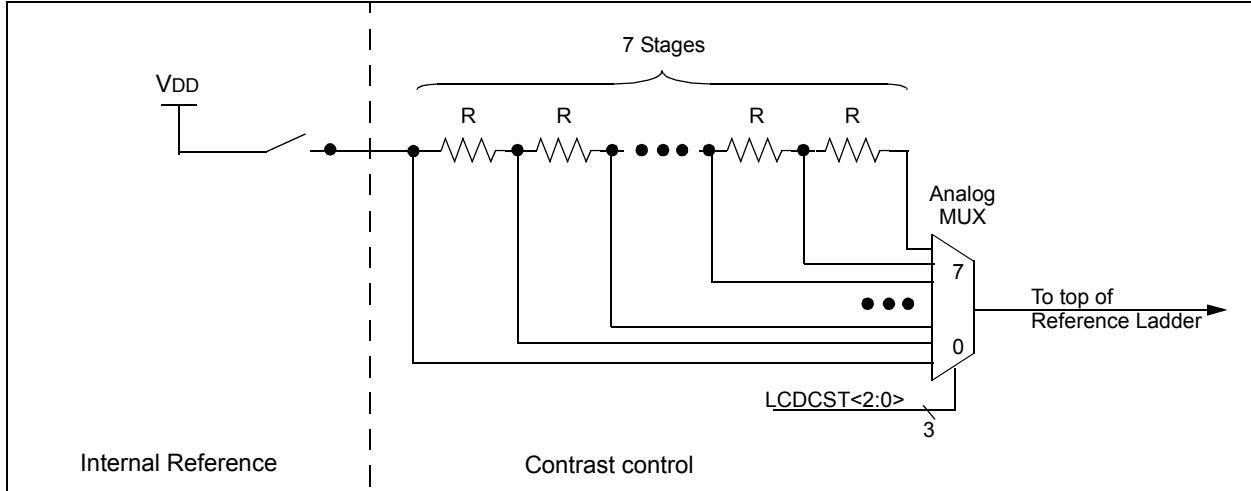 7 Stages
VDD
R
R
R
R
Analog
MUX
7
To top of
Reference Ladder
0
LCDCST<2:0>
3
Internal Reference
Contrast control